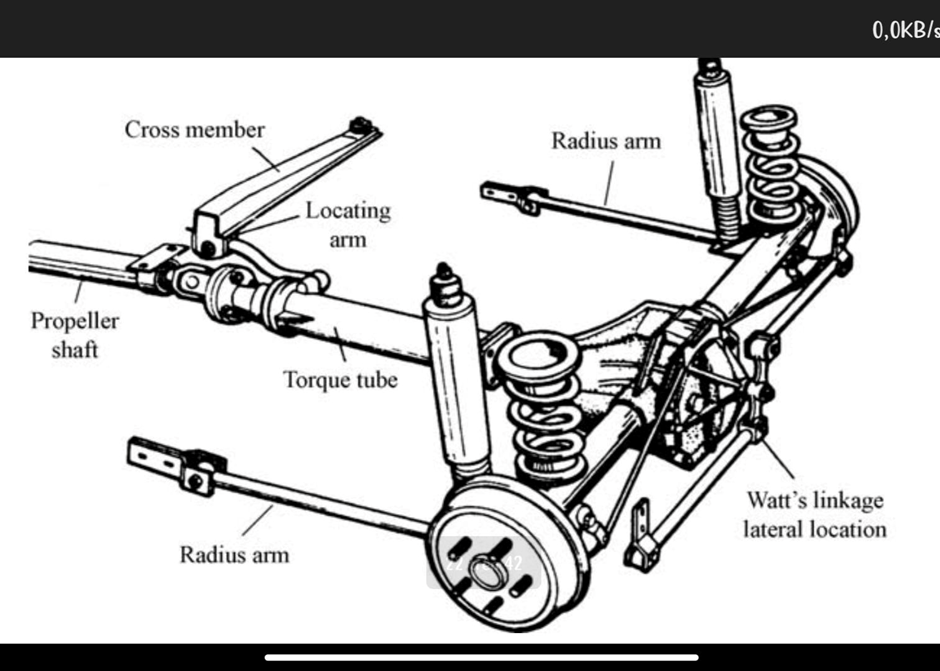 0,0KB/s
Cross member
Radius arm
Locating
arm
Propeller
shaft
Torque tube
Watt's linkage
lateral location
Radius arm